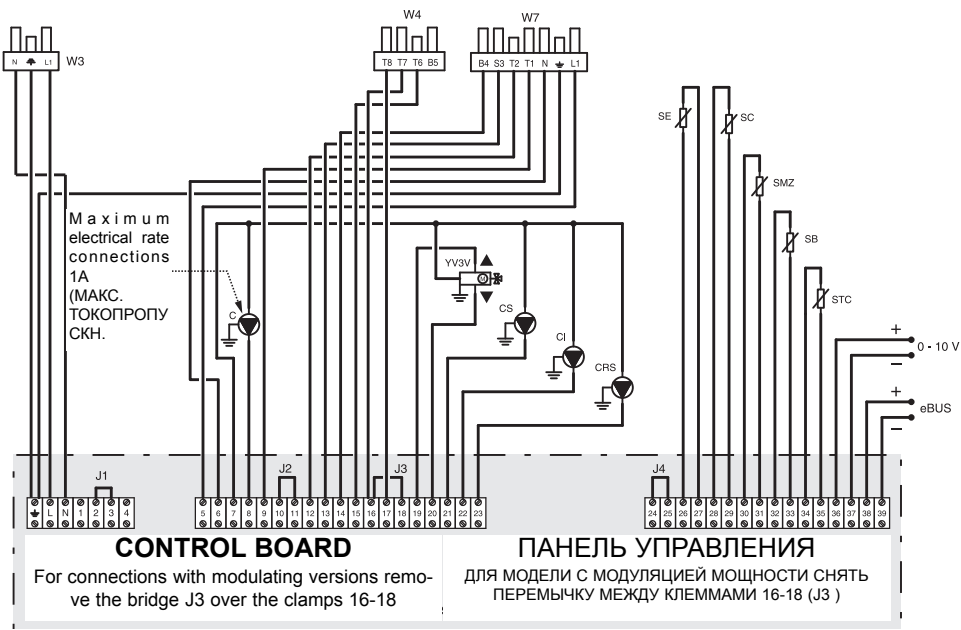 W4
W7
N L1 W3
T8 T7 T6 B5
B4 S3 T2 T1 N L1
SE
SC
SMZ
SB
STC
Maximum
electrical rate
connections
1A
(МАКС.
ТОКОПРОПУ
СКН.
C
YV3V
M
CS
CI
CRS
+
0 - 10 V
–
+
eBUS
–
J1
J2
J3
J4
L N 1 2 3 4
5 6 7 8 9 10 11 12 13 14 15 16 17 18 19 20 21 22 23
24 25 26 27 28 29 30 31 32 33 34 35 36 37 38 39
CONTROL BOARD
For connections with modulating versions remo-
ve the bridge J3 over the clamps 16-18
ПАНЕЛЬ УПРАВЛЕНИЯ
ДЛЯ МОДЕЛИ С МОДУЛЯЦИЕЙ МОЩНОСТИ СНЯТЬ
ПЕРЕМЫЧКУ МЕЖДУ КЛЕММАМИ 16-18 (J3 )